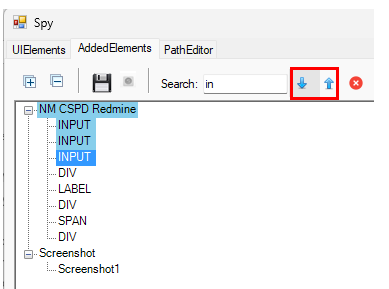 Spy
UIElements AddedElements PathEditor
Search: in
NM CSPD Redmine
INPUT
INPUT
INPUT
DIV
LABEL
DIV
SPAN
DIV
Screenshot
Screenshot1